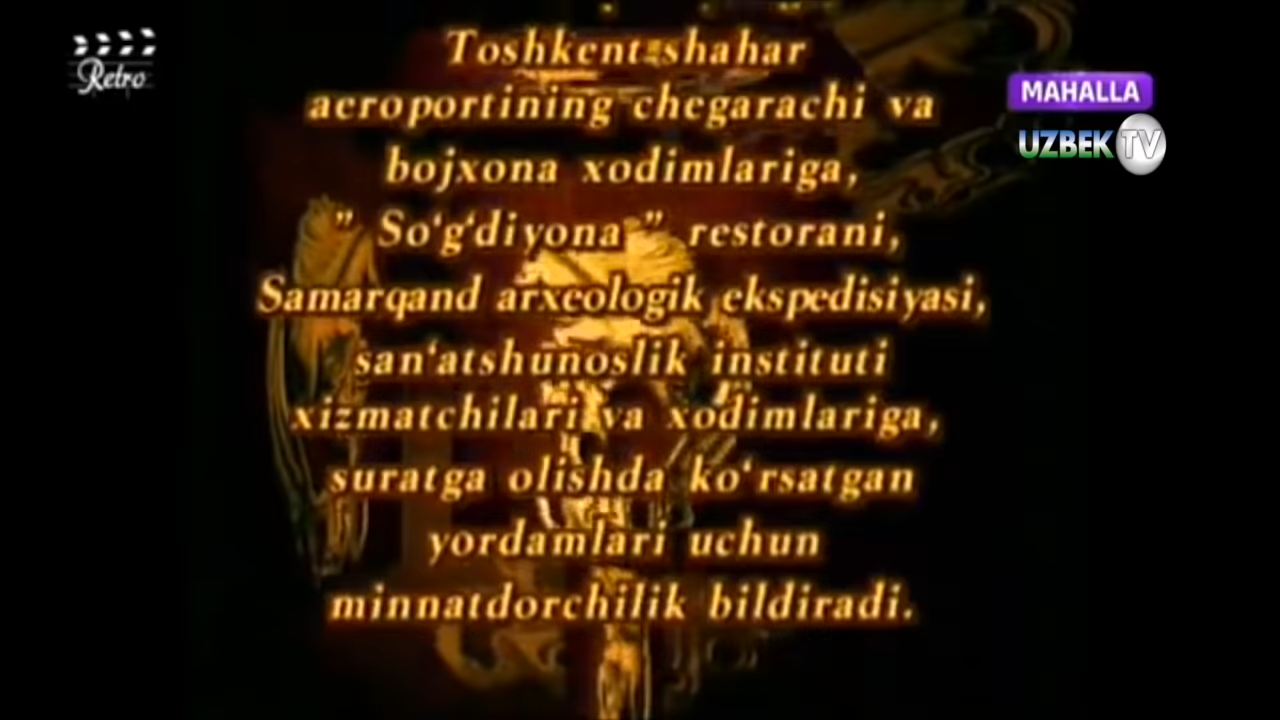 Retro
MAHALLA
UZBEK TV
Toshkent shahar
aeroportining chegarachi va
bojxona xodimlariga,
" So‘g‘diyona " restorani,
Samarqand arxeologik ekspedisiyasi,
san‘atshunoslik instituti
xizmatchilari va xodimlariga,
suratga olishda ko‘rsatgan
yordamlari uchun
minnatdorchilik bildiradi.